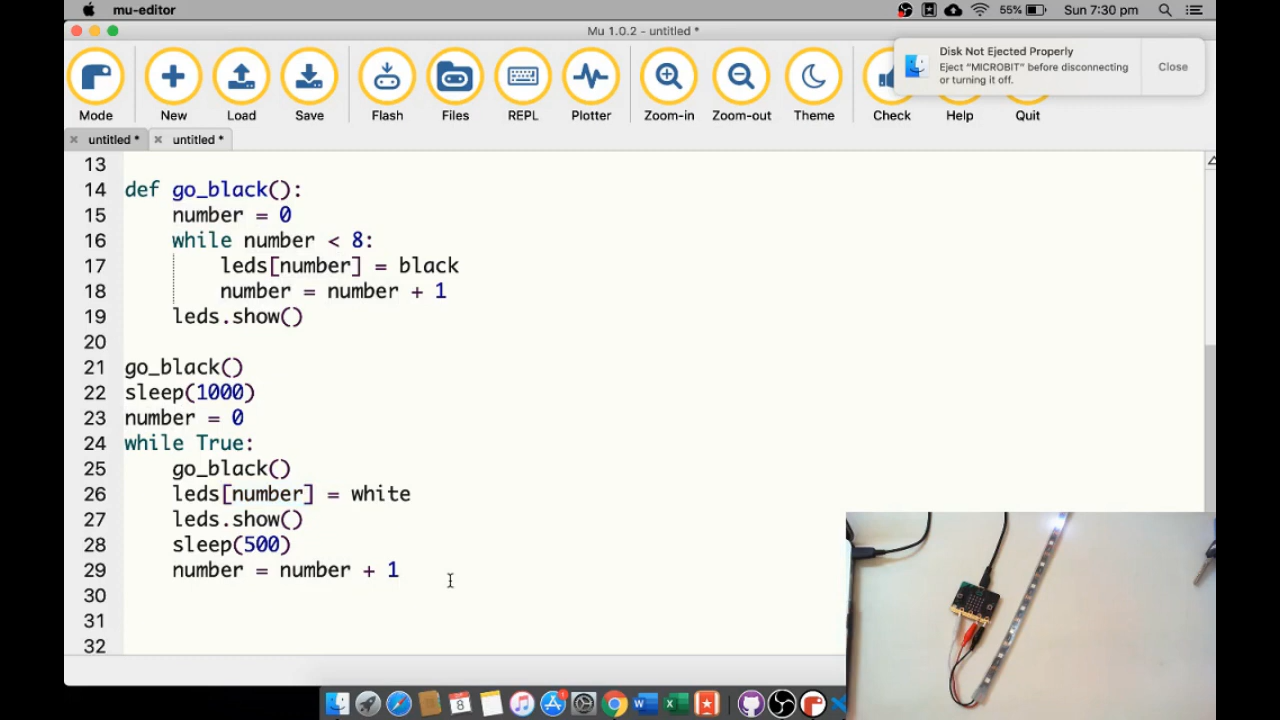 mu-editor 55% Sun 7:30 pm
Mu 1.0.2 - untitled *
Disk Not Ejected Properly
Eject “MICROBIT” before disconnecting
or turning it off.
Close
Mode New Load Save Flash Files REPL Plotter Zoom-in Zoom-out Theme Check Help Quit
untitled * untitled *
13
14 def go_black():
15     number = 0
16     while number < 8:
17         leds[number] = black
18         number = number + 1
19     leds.show()
20
21 go_black()
22 sleep(1000)
23 number = 0
24 while True:
25     go_black()
26     leds[number] = white
27     leds.show()
28     sleep(500)
29     number = number + 1
30
31
32
8